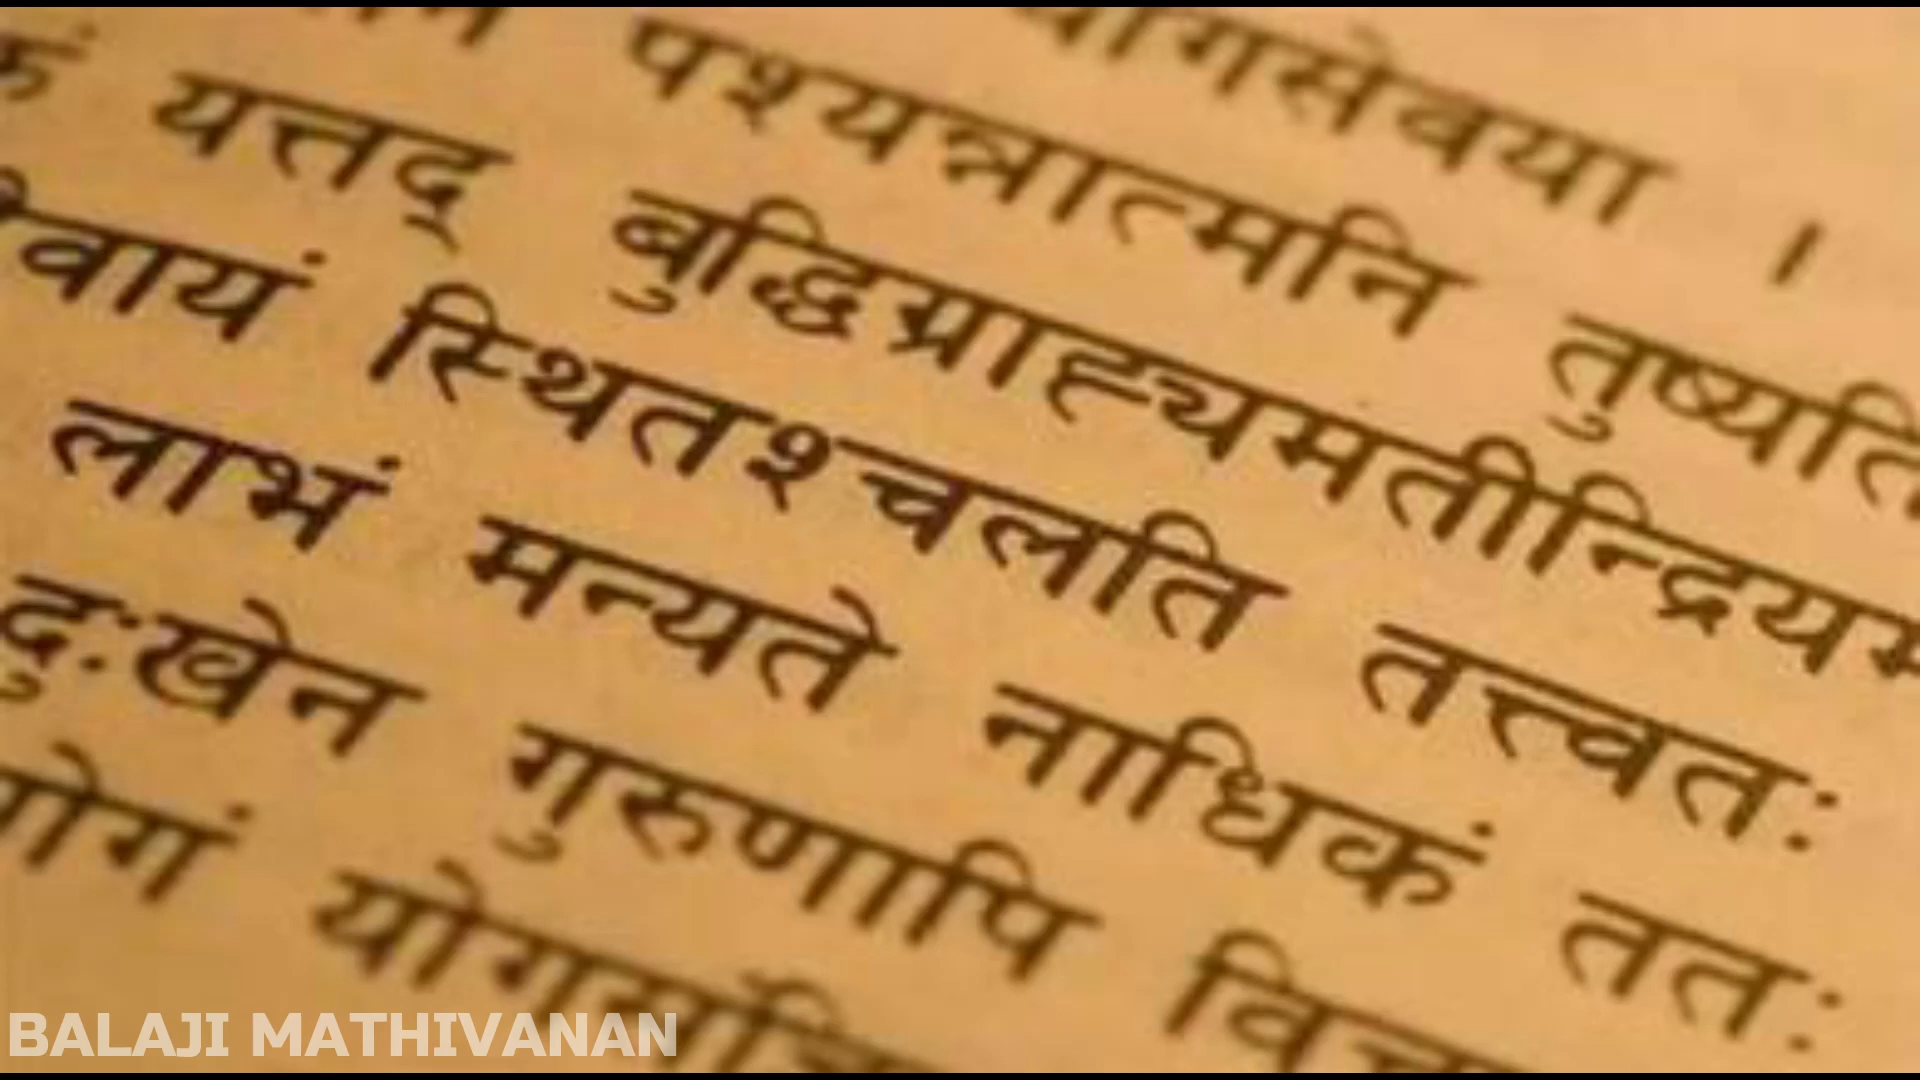 योगसेवया ।
पश्यन्नात्मनि तुष्यति
यत्तद् बुद्धिग्राह्यमतीन्द्रियम
वायं स्थितश्चलति तत्त्वतः
लाभं मन्यते नाधिकं ततः
दुःखेन गुरुणापि
BALAJI MATHIVANAN